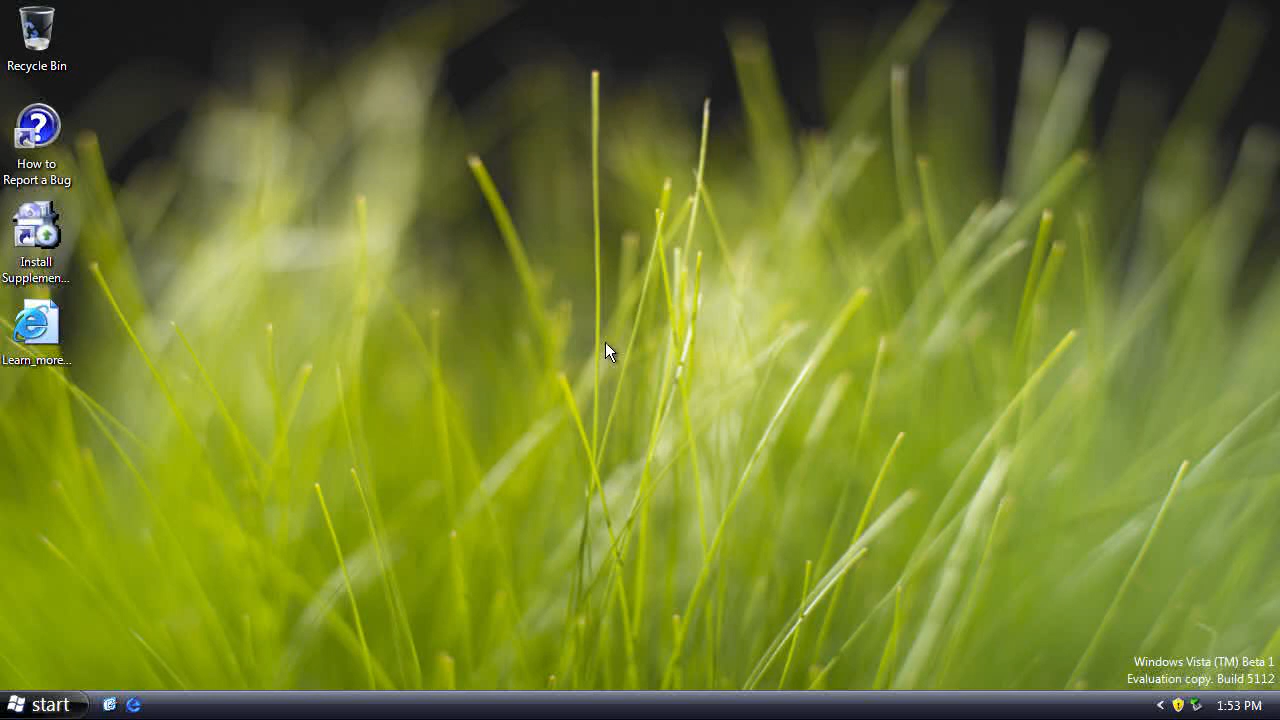 Recycle Bin
How to
Report a Bug
Install
Supplemen...
Learn_more...
Windows Vista (TM) Beta 1
Evaluation copy. Build 5112
start
1:53 PM